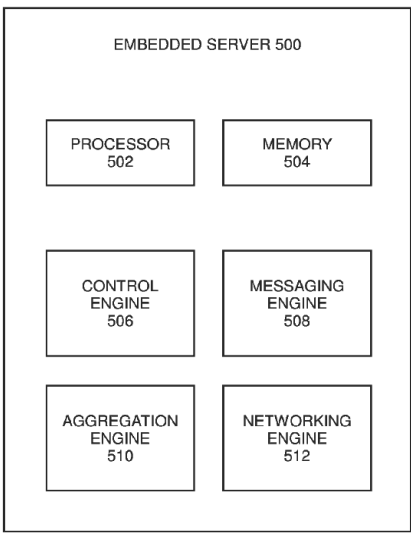 EMBEDDED SERVER 500
PROCESSOR
502
MEMORY
504
CONTROL
ENGINE
506
MESSAGING
ENGINE
508
AGGREGATION
ENGINE
510
NETWORKING
ENGINE
512